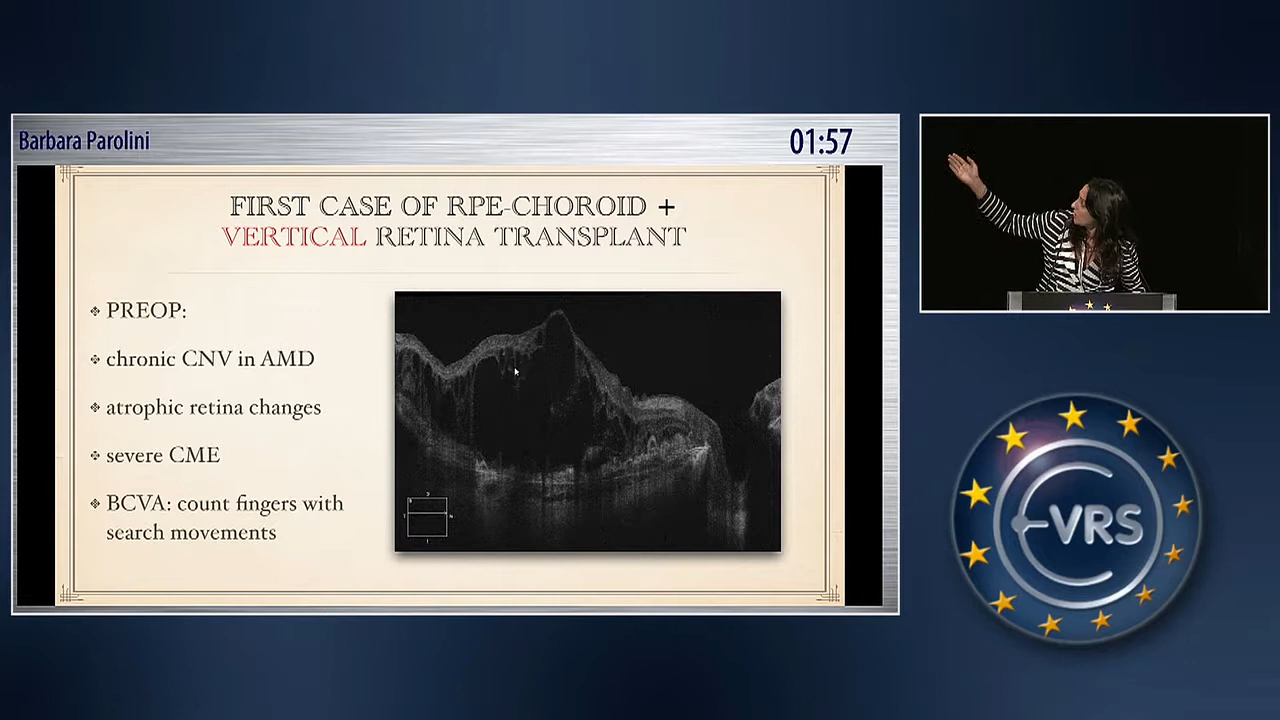 Barbara Parolini
01:57
FIRST CASE OF RPE-CHOROID +
VERTICAL RETINA TRANSPLANT
❖ PREOP:
❖ chronic CNV in AMD
❖ atrophic retina changes
❖ severe CME
❖ BCVA: count fingers with
search movements
EVRS